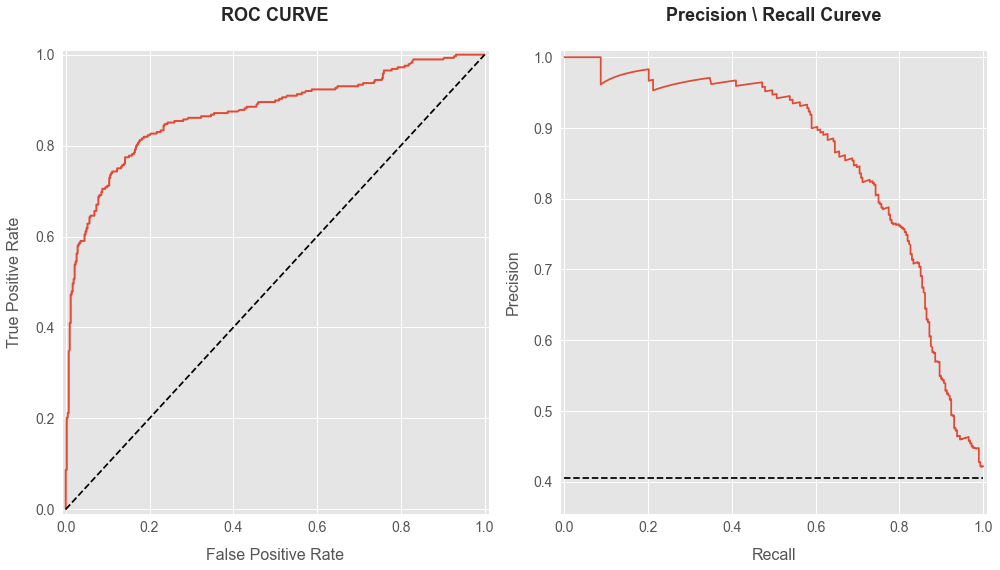 ROC CURVE
1.0
0.8
0.6
0.4
0.2
0.0
True Positive Rate
0.0 0.2 0.4 0.6 0.8 1.0
False Positive Rate
Precision \ Recall Cureve
1.0
0.9
0.8
0.7
0.6
0.5
0.4
Precision
0.0 0.2 0.4 0.6 0.8 1.0
Recall